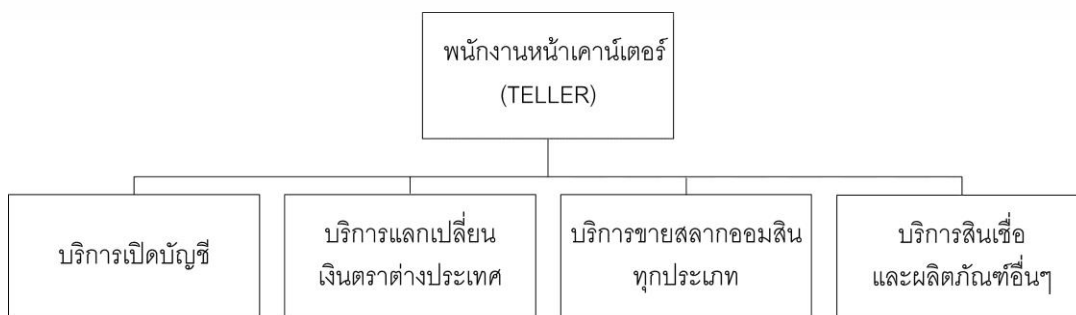 พนักงานหน้าเคาน์เตอร์
(TELLER)
บริการเปิดบัญชี
บริการแลกเปลี่ยน
เงินตราต่างประเทศ
บริการขายสลากออมสิน
ทุกประเภท
บริการสินเชื่อ
และผลิตภัณฑ์อื่นๆ